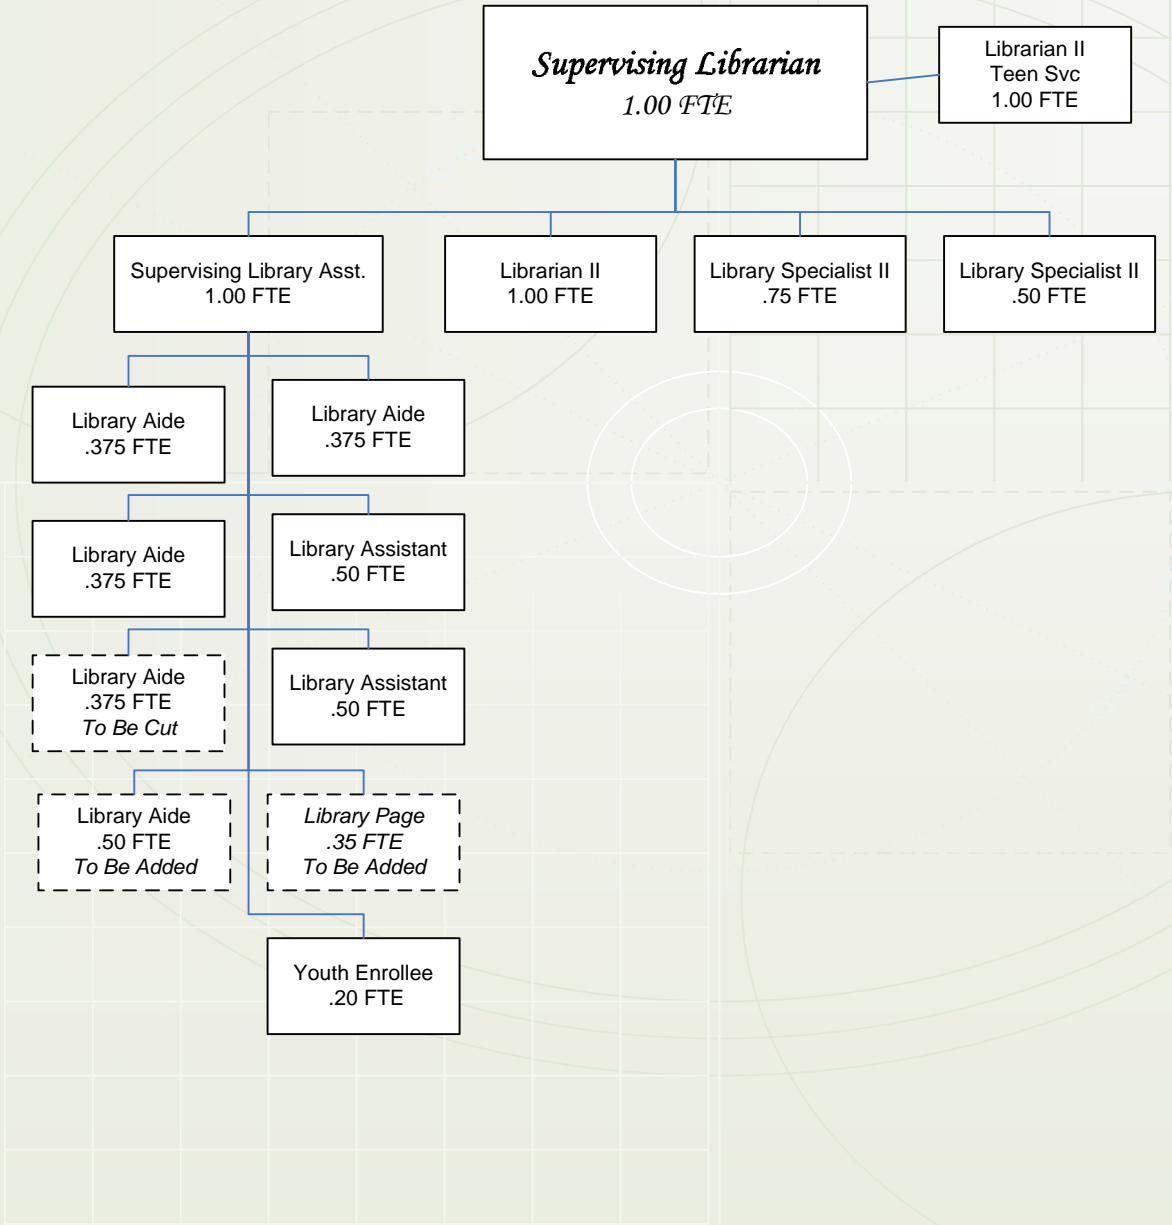 Supervising Librarian
1.00 FTE
Librarian II
Teen Svc
1.00 FTE
Supervising Library Asst.
1.00 FTE
Librarian II
1.00 FTE
Library Specialist II
.75 FTE
Library Specialist II
.50 FTE
Library Aide
.375 FTE
Library Aide
.375 FTE
Library Aide
.375 FTE
Library Assistant
.50 FTE
Library Aide
.375 FTE
To Be Cut
Library Assistant
.50 FTE
Library Aide
.50 FTE
To Be Added
Library Page
.35 FTE
To Be Added
Youth Enrollee
.20 FTE